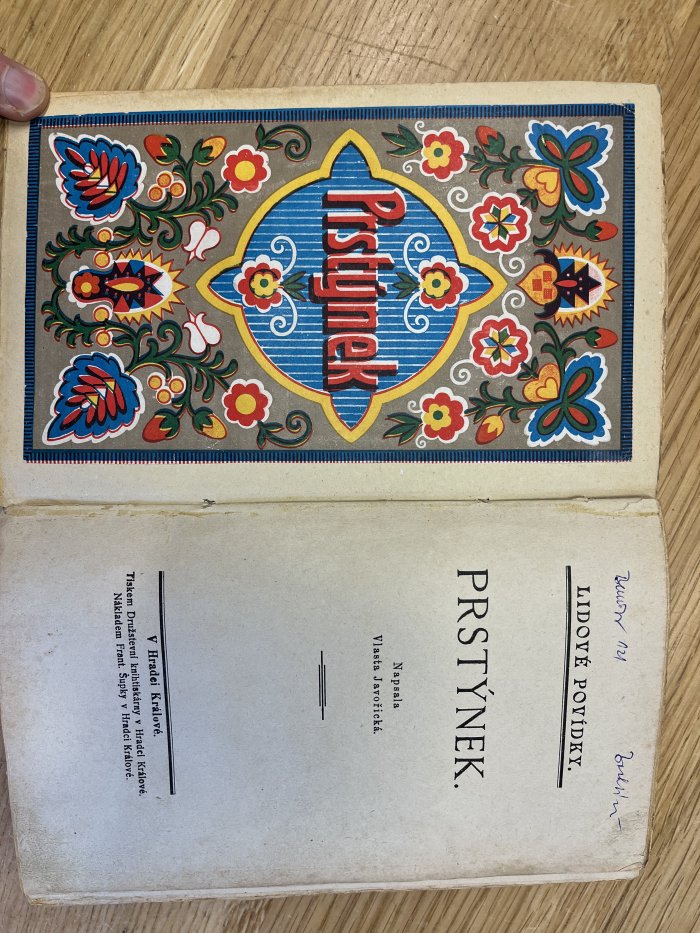 Prstýnek
LIDOVÉ POVÍDKY.
PRSTÝNEK.
Napsala
Vlasta Javořická.
V Hradci Králové.
Tiskem Družstevní knihtiskárny v Hradci Králové.
Nákladem Frant. Šupky v Hradci Králové.